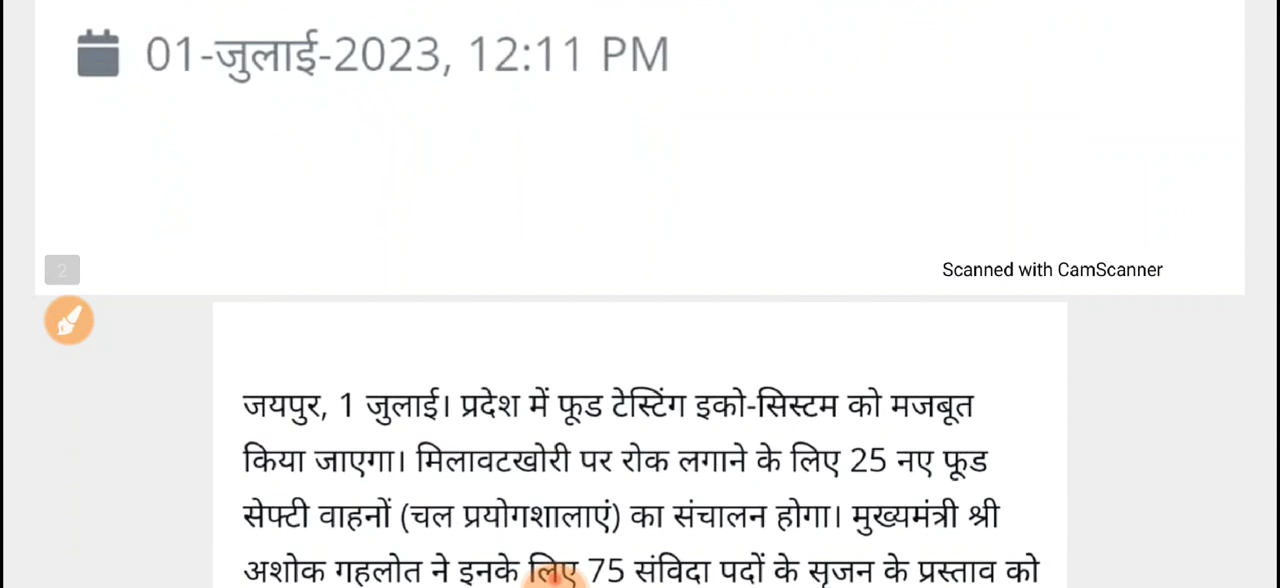 01-जुलाई-2023, 12:11 PM
2
Scanned with CamScanner
जयपुर, 1 जुलाई। प्रदेश में फूड टेस्टिंग इको-सिस्टम को मजबूत
किया जाएगा। मिलावटखोरी पर रोक लगाने के लिए 25 नए फूड
सेफ्टी वाहनों (चल प्रयोगशालाएं) का संचालन होगा। मुख्यमंत्री श्री
अशोक गहलोत ने इनके लिए 75 संविदा पदों के सृजन के प्रस्ताव को